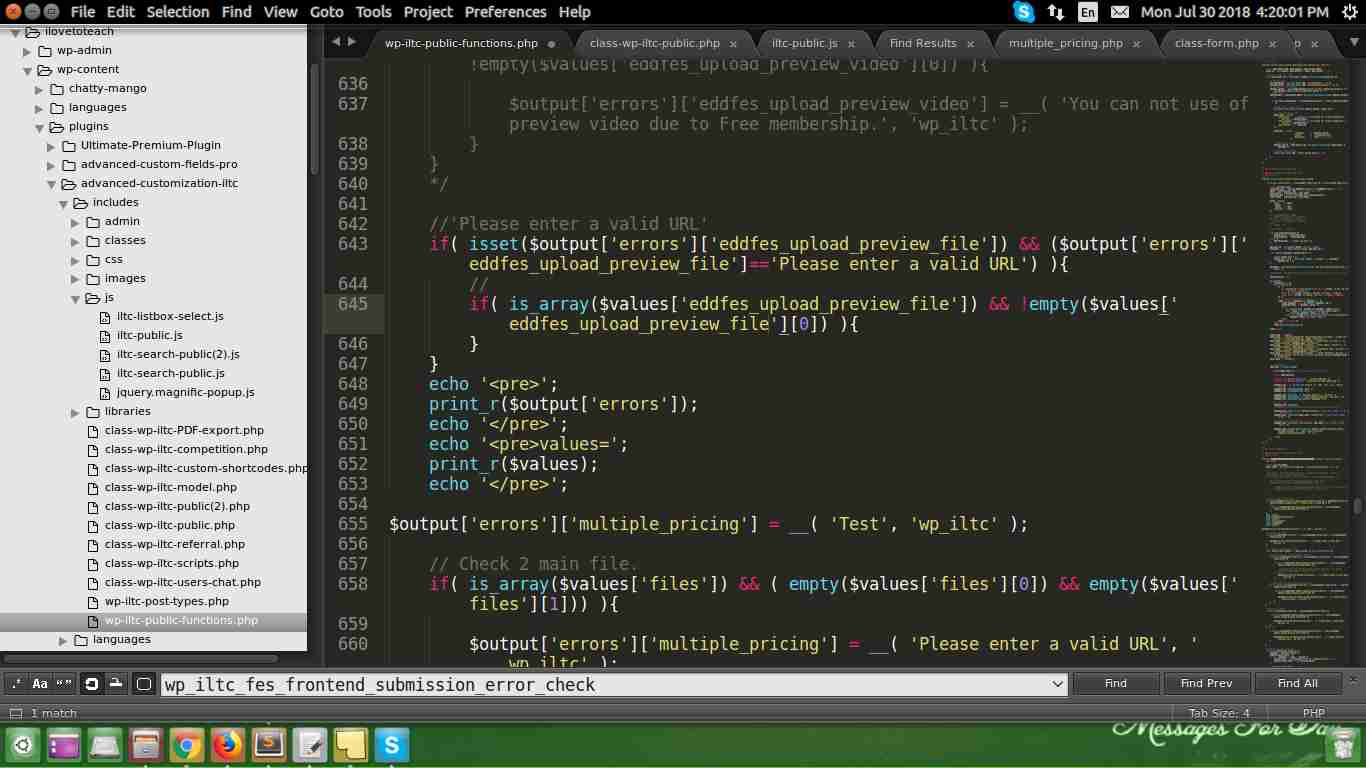 File Edit Selection Find View Goto Tools Project Preferences Help
En Mon Jul 30 2018 4:20:01 PM
ilovetoteach
wp-admin
wp-content
chatty-mango
languages
plugins
Ultimate-Premium-Plugin
advanced-custom-fields-pro
advanced-customization-iltc
includes
admin
classes
css
images
js
iltc-listbox-select.js
iltc-public.js
iltc-search-public(2).js
iltc-search-public.js
jquery.magnific-popup.js
libraries
class-wp-iltc-PDF-export.php
class-wp-iltc-competition.php
class-wp-iltc-custom-shortcodes.php
class-wp-iltc-model.php
class-wp-iltc-public(2).php
class-wp-iltc-public.php
class-wp-iltc-referral.php
class-wp-iltc-scripts.php
class-wp-iltc-users-chat.php
wp-iltc-post-types.php
wp-iltc-public-functions.php
languages
wp-iltc-public-functions.php class-wp-iltc-public.php × iltc-public.js × Find Results × multiple_pricing.php × class-form.php × p ×
!empty($values['eddfes_upload_preview_video'][0]) ){
636
637 $output['errors']['eddfes_upload_preview_video'] = __( 'You can not use of
preview video due to Free membership.', 'wp_iltc' );
638 }
639 }
640 */
641
642 //'Please enter a valid URL'
643 if( isset($output['errors']['eddfes_upload_preview_file']) && ($output['errors']['
eddfes_upload_preview_file']=='Please enter a valid URL') ){
644 //
645 if( is_array($values['eddfes_upload_preview_file']) && !empty($values['
eddfes_upload_preview_file'][0]) ){
646 }
647 }
648 echo '<pre>';
649 print_r($output['errors']);
650 echo '</pre>';
651 echo '<pre>values=';
652 print_r($values);
653 echo '</pre>';
654
655 $output['errors']['multiple_pricing'] = __( 'Test', 'wp_iltc' );
656
657 // Check 2 main file.
658 if( is_array($values['files']) && ( empty($values['files'][0]) && empty($values['
files'][1])) ){
659
660 $output['errors']['multiple_pricing'] = __( 'Please enter a valid URL', '
wp_iltc' );
.* Aa “” wp_iltc_fes_frontend_submission_error_check Find Find Prev Find All ×
1 match Tab Size: 4 PHP
Messages For Day